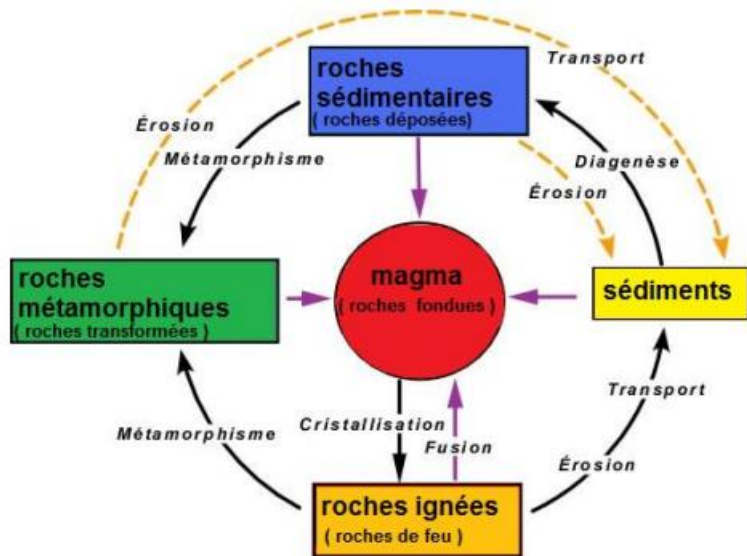 roches
sédimentaires
( roches déposées)
Transport
Érosion
Métamorphisme
Diagenèse
Érosion
roches
métamorphiques
( roches transformées )
magma
( roches fondues )
sédiments
Métamorphisme
Cristallisation
Fusion
Transport
Érosion
roches ignées
( roches de feu )